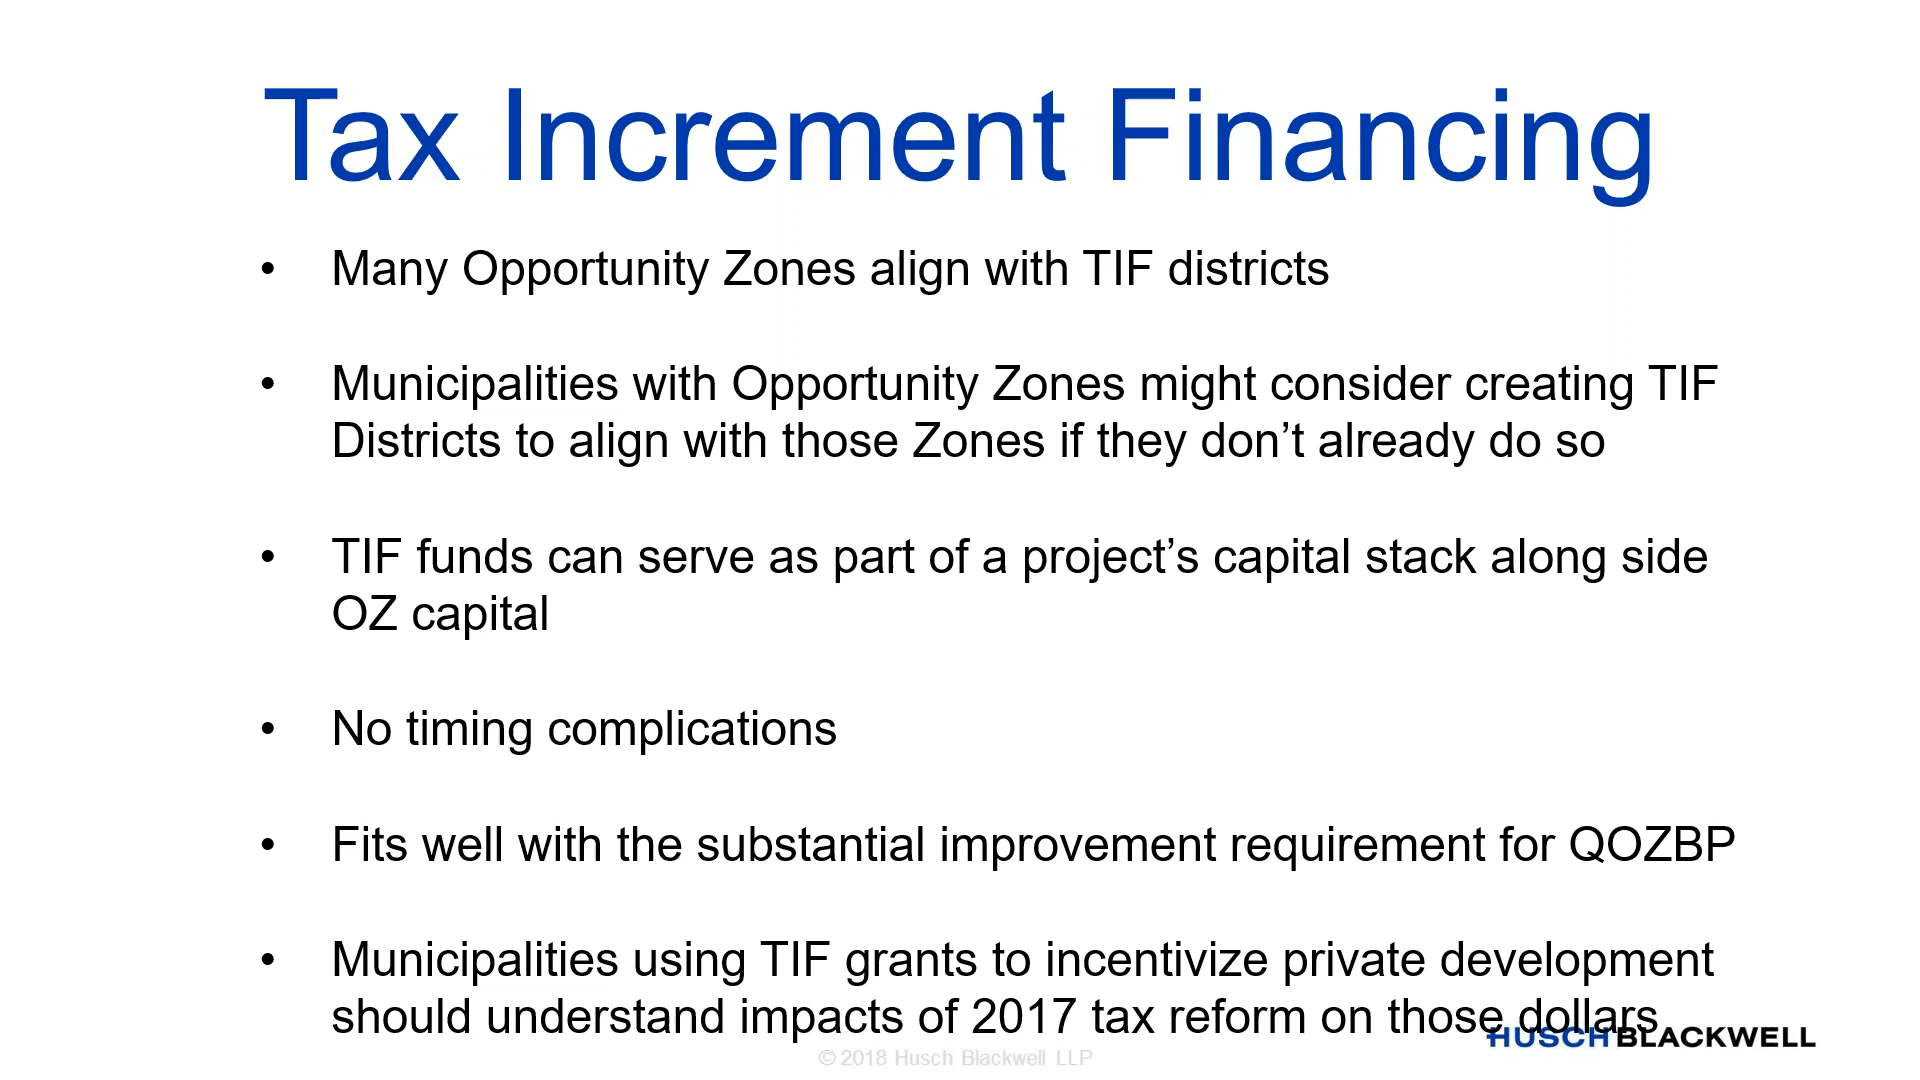 Tax Increment Financing
• Many Opportunity Zones align with TIF districts
• Municipalities with Opportunity Zones might consider creating TIF
Districts to align with those Zones if they don’t already do so
• TIF funds can serve as part of a project’s capital stack along side
OZ capital
• No timing complications
• Fits well with the substantial improvement requirement for QOZBP
• Municipalities using TIF grants to incentivize private development
should understand impacts of 2017 tax reform on those dollars
HUSCH BLACKWELL
© 2018 Husch Blackwell LLP